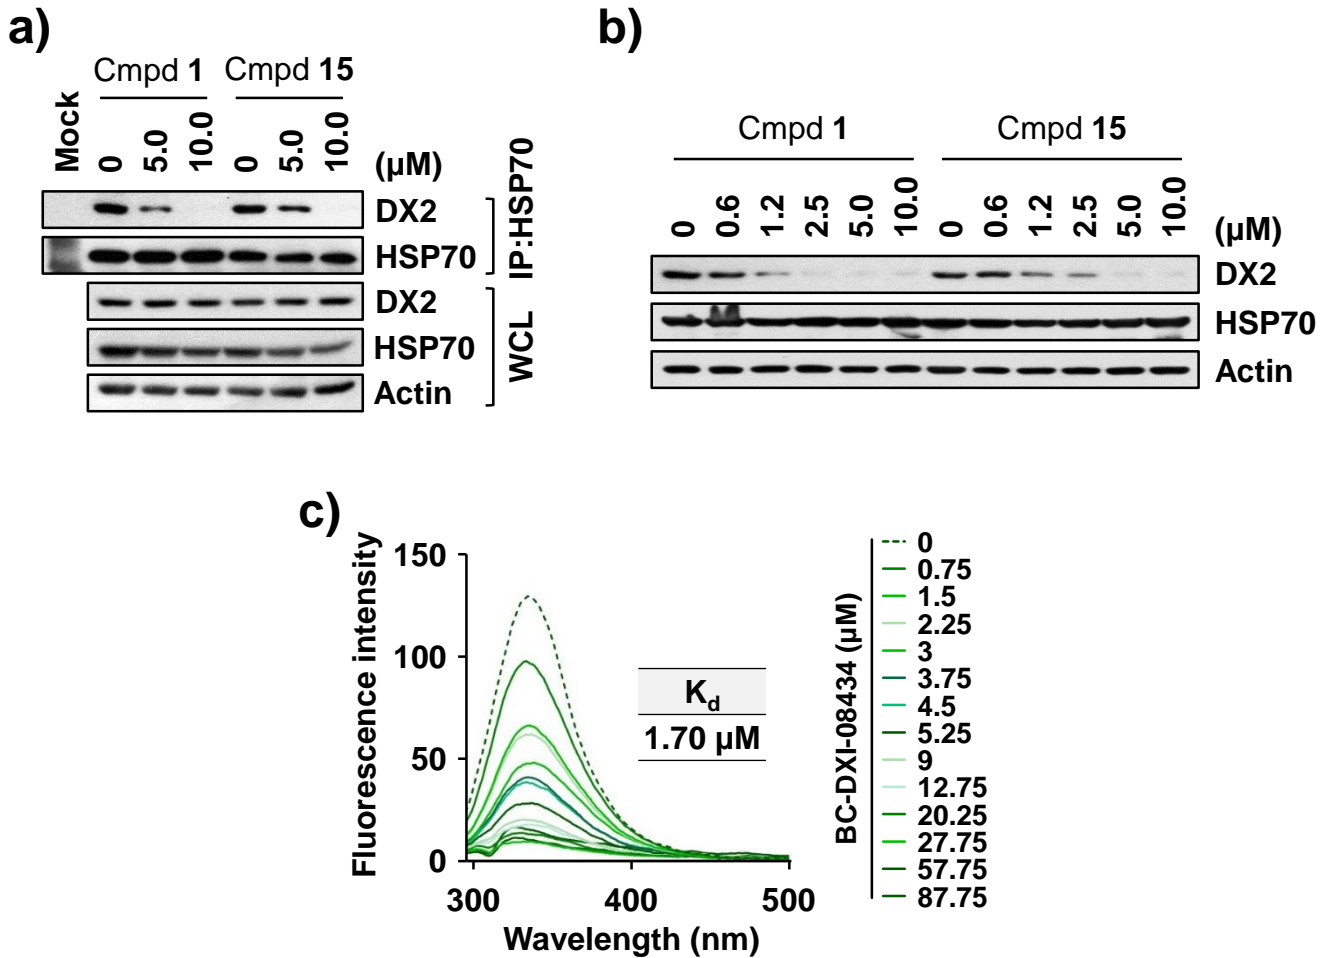 a)
Cmpd 1 Cmpd 15
Mock 0 5.0 10.0 0 5.0 10.0 (µM)
DX2
HSP70
IP:HSP70
DX2
HSP70
Actin
WCL
b)
Cmpd 1 Cmpd 15
0 0.6 1.2 2.5 5.0 10.0 0 0.6 1.2 2.5 5.0 10.0 (µM)
DX2
HSP70
Actin
c)
Fluorescence intensity
150
100
50
0
300 400 500
Wavelength (nm)
Kd
1.70 µM
BC-DXI-08434 (µM)
0
0.75
1.5
2.25
3
3.75
4.5
5.25
9
12.75
20.25
27.75
57.75
87.75